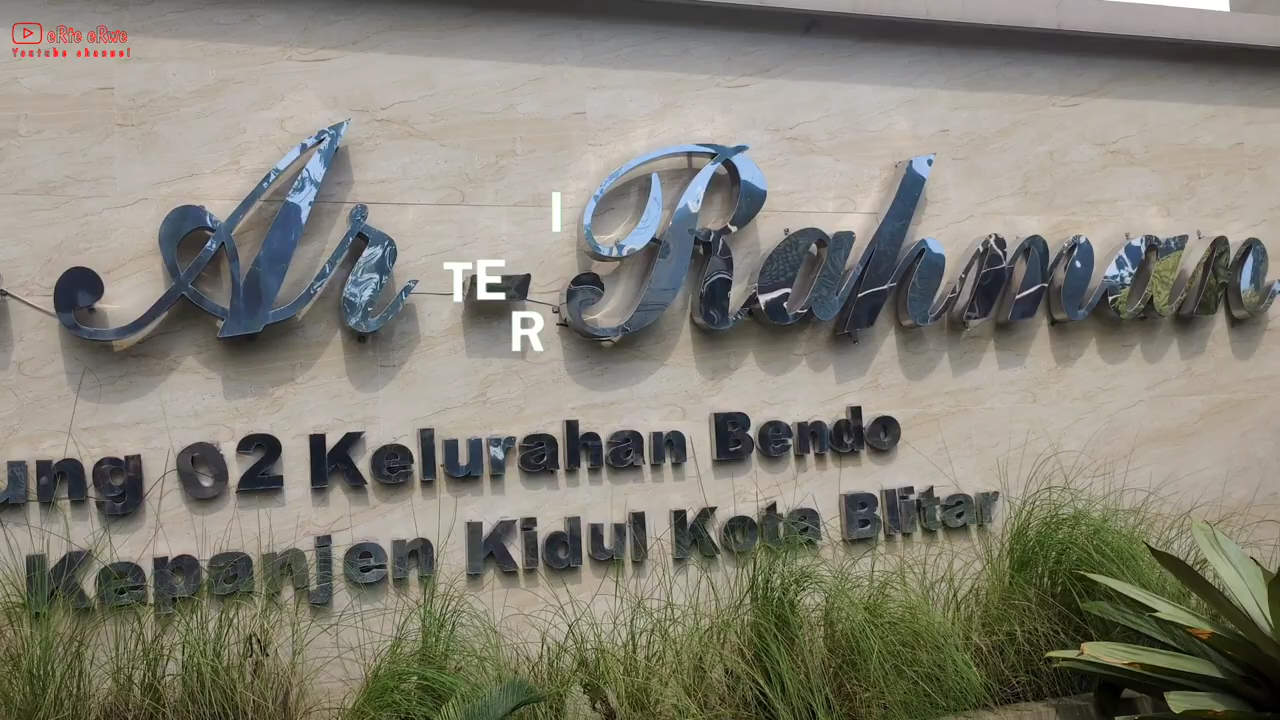 eRTe eRWe
Youtube channel
Ar - Rahman
I
TE
R
ung 02 Kelurahan Bendo
Kepanjen Kidul Kota Blitar